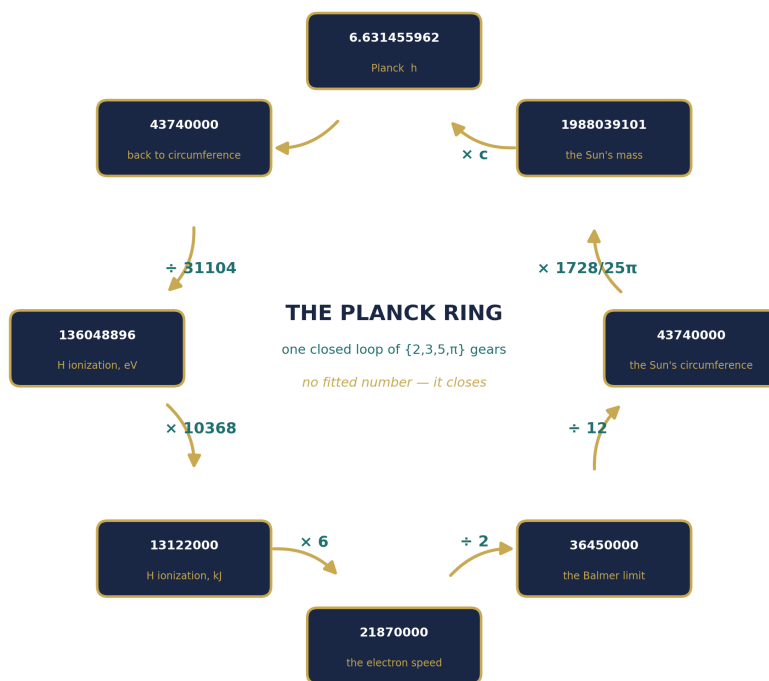 6.631455962
Planck h
43740000
back to circumference
1988039101
the Sun's mass
× c
÷ 31104
× 1728/25π
136048896
H ionization, eV
THE PLANCK RING
one closed loop of {2,3,5,π} gears
no fitted number — it closes
43740000
the Sun's circumference
× 10368
÷ 12
13122000
H ionization, kJ
× 6
÷ 2
36450000
the Balmer limit
21870000
the electron speed